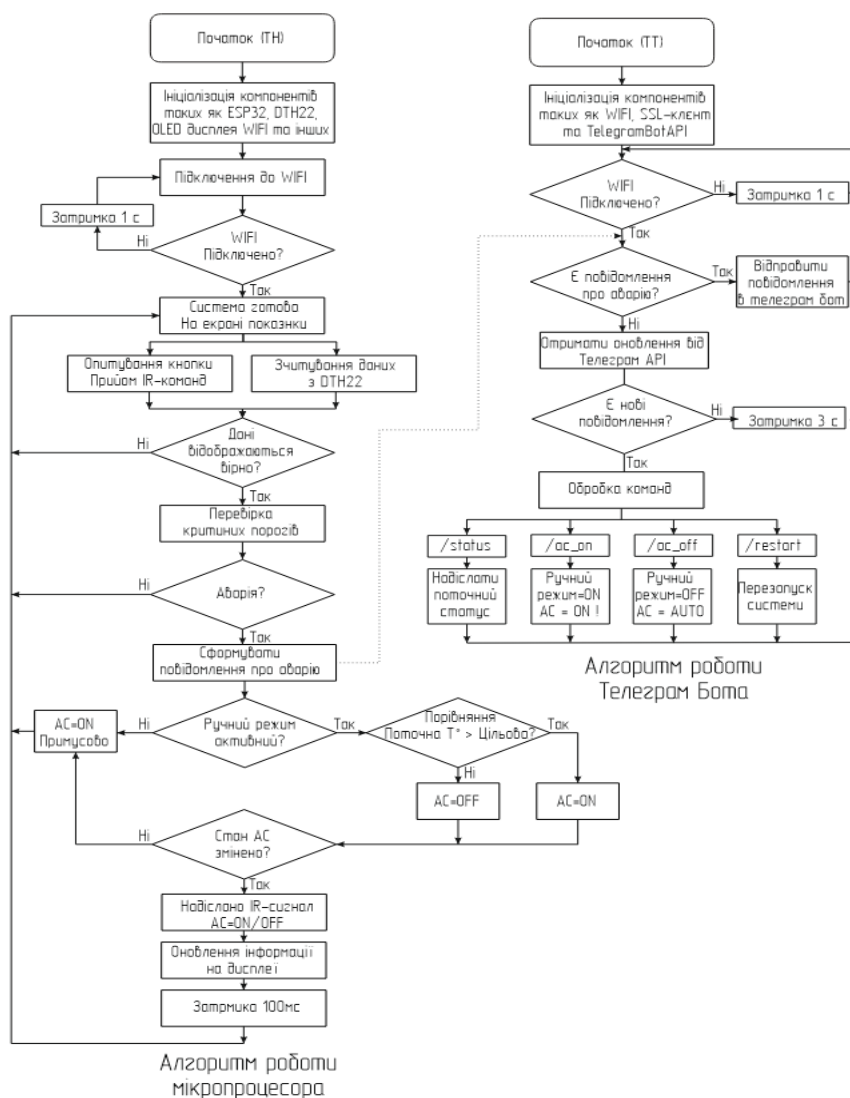 Початок (ТН)
Ініціалізація компонентів
таких як ESP32, DTH22,
OLED дисплея WIFI та інших
Підключення до WIFI
Затримка 1 с
Ні
WIFI
Підключено?
Так
Система готова
На екрані показнки
Опитування кнопки
Прийом IR-команд
Зчитування даних
з DTH22
Ні
Дані
відображаються
вірно?
Так
Перевірка
критиних порогів
Ні
Аварія?
Так
Сформувати
повідомлення про аварію
AC=ON
Примусово
Ні
Ручний режим
активний?
Так
Порівняння
Поточна Т° > Цільова?
Так
Ні
AC=OFF
AC=ON
Ні
Стан АС
змінено?
Так
Надіслано IR-сигнал
AC=ON/OFF
Оновлення інформації
на дисплеї
Затрмика 100мс
Алгоритм роботи
мікропроцесора
Початок (ТТ)
Ініціалізація компонентів
таких як WIFI, SSL-клєнт
та TelegramBotAPI
WIFI
Підключено?
Ні
Затримка 1 с
Так
Є повідомлення
про аварію?
Так
Відправити
повідомлення
в телеграм бот
Ні
Отримати оновлення від
Телеграм API
Є нові
повідомлення?
Ні
Затримка 3 с
Так
Обробка команд
/status
/ac_on
/ac_off
/restart
Надіслати
поточний
статус
Ручний
режим=ON
AC = ON !
Ручний
режим=OFF
AC = AUTO
Перезапуск
системи
Алгоритм роботи
Телеграм Бота